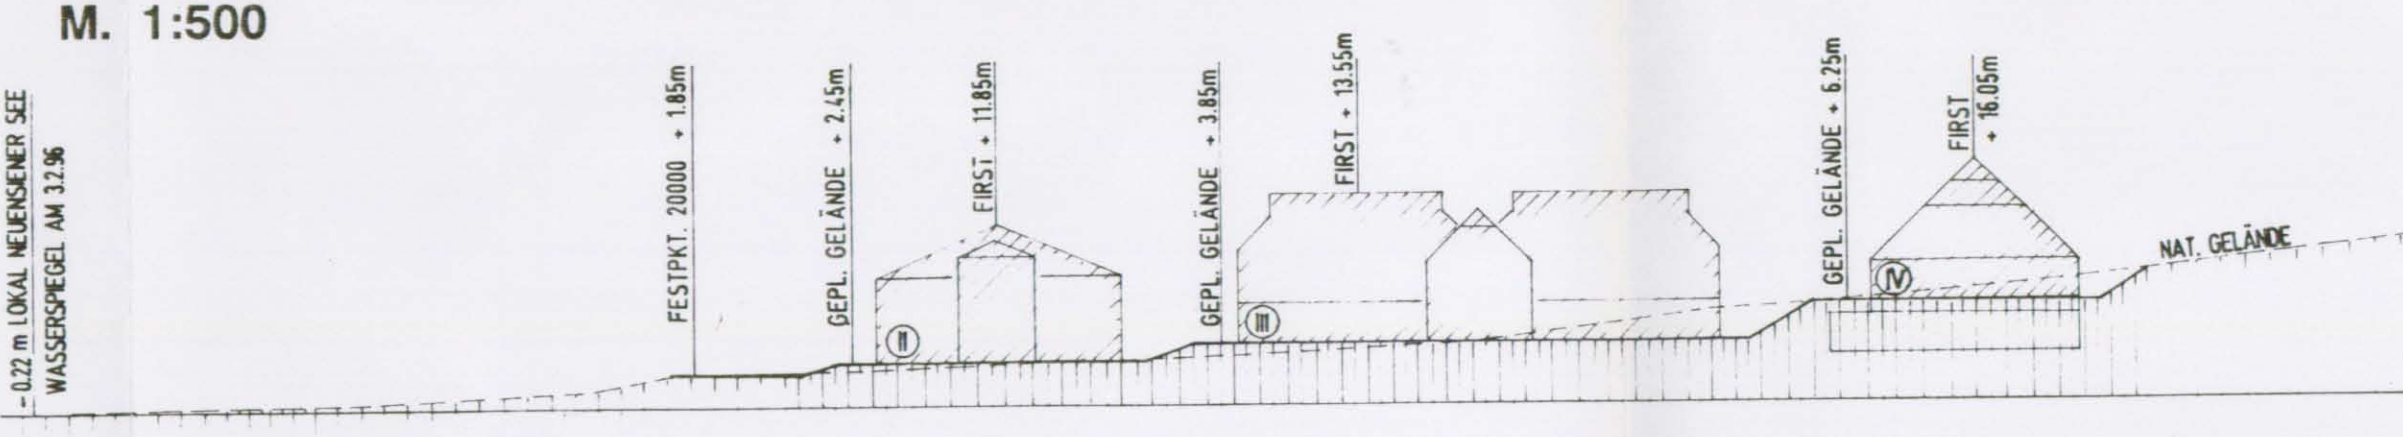 M. 1:500
- 0.22 m LOKAL NEUENSIENER SEE
WASSERSPIEGEL AM 3.2.96
FESTPKT. 20000 + 1.85m
GEPL. GELÄNDE + 2.45m
FIRST + 11.85m
GEPL. GELÄNDE + 3.85m
FIRST + 13.55m
GEPL. GELÄNDE + 6.25m
FIRST
+ 16.05m
NAT. GELÄNDE
II
III
IV